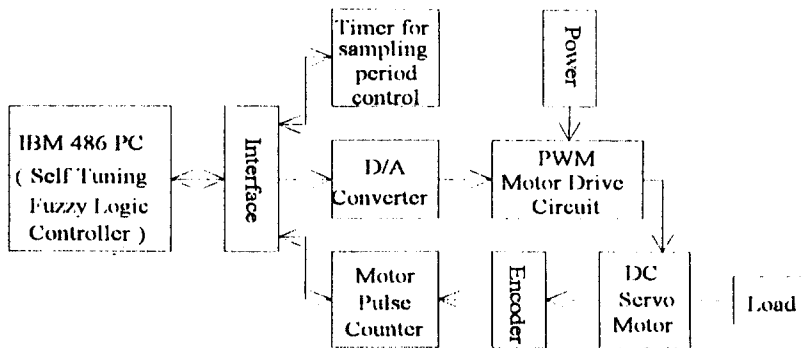 Timer for
sampling
period
control
Power
IBM 486 PC
( Self Tuning
Fuzzy Logic
Controller )
Interface
D/A
Converter
PWM
Motor Drive
Circuit
Motor
Pulse
Counter
Encoder
DC
Servo
Motor
Load